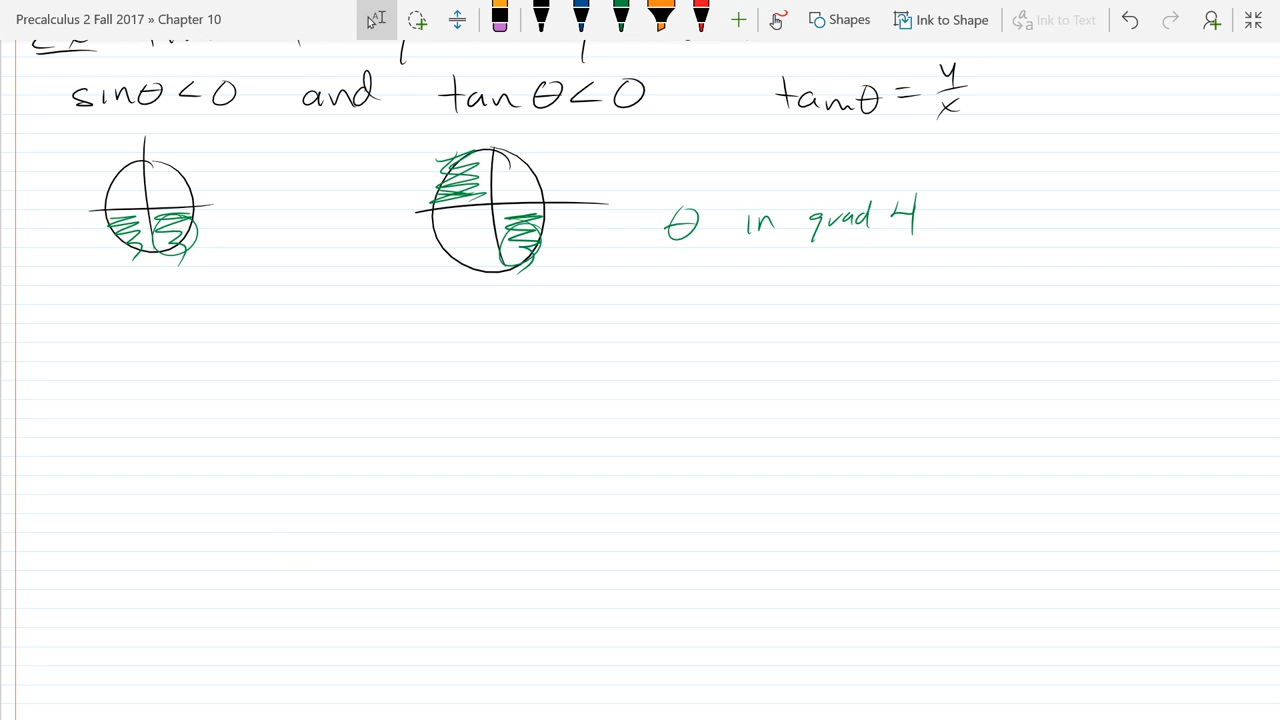 Precalculus 2 Fall 2017 » Chapter 10
Shapes
Ink to Shape
Ink to Text
sinθ < 0 and tan θ < 0 tanθ = y/x
θ in quad 4